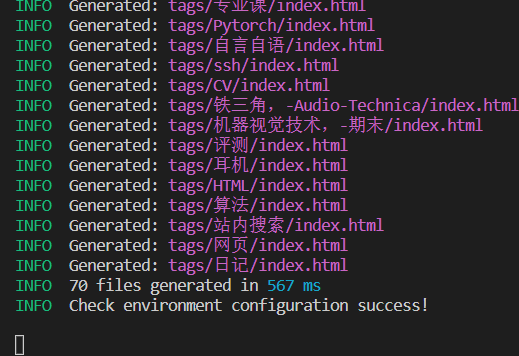 INFO  Generated: tags/专业课/index.html
INFO  Generated: tags/Pytorch/index.html
INFO  Generated: tags/自言自语/index.html
INFO  Generated: tags/ssh/index.html
INFO  Generated: tags/CV/index.html
INFO  Generated: tags/铁三角，-Audio-Technica/index.html
INFO  Generated: tags/机器视觉技术，-期末/index.html
INFO  Generated: tags/评测/index.html
INFO  Generated: tags/耳机/index.html
INFO  Generated: tags/HTML/index.html
INFO  Generated: tags/算法/index.html
INFO  Generated: tags/站内搜索/index.html
INFO  Generated: tags/网页/index.html
INFO  Generated: tags/日记/index.html
INFO  70 files generated in 567 ms
INFO  Check environment configuration success!